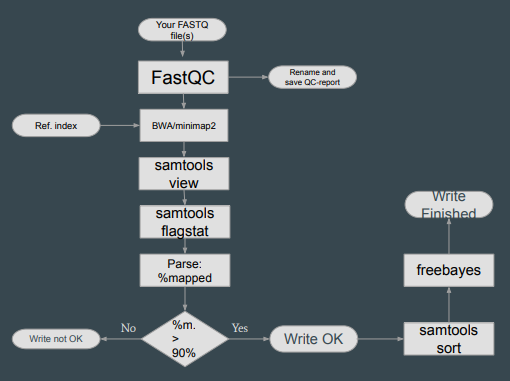 Your FASTQ
file(s)
FastQC
Rename and
save QC-report
Ref. index
BWA/minimap2
samtools
view
samtools
flagstat
Parse:
%mapped
%m.
>
90%
No
Yes
Write not OK
Write OK
samtools
sort
freebayes
Write
Finished